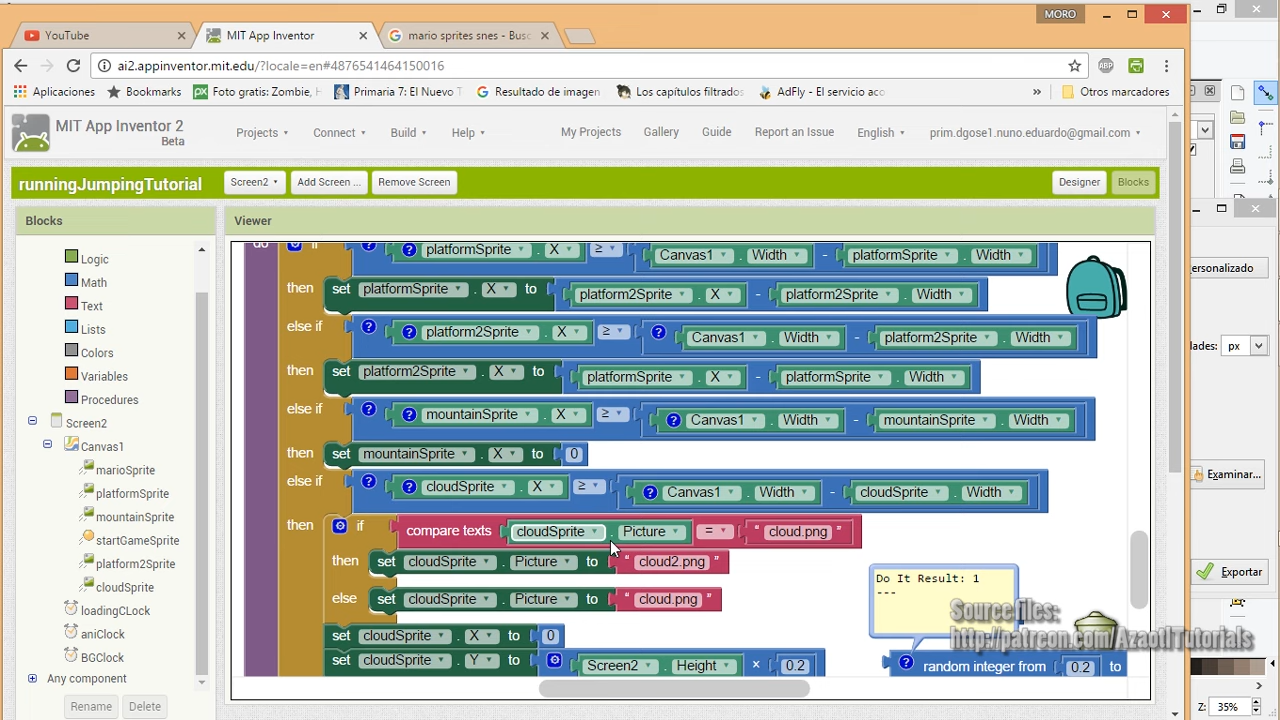 MORO
YouTube
MIT App Inventor
mario sprites snes - Busc
ai2.appinventor.mit.edu/?locale=en#4876541464150016
ABP
Aplicaciones
Bookmarks
px Foto gratis: Zombie,
Primaria 7: El Nuevo T
Resultado de imagen
Los capítulos filtrados
AdFly - El servicio aco
»
Otros marcadores
MIT App Inventor 2
Beta
Projects
Connect
Build
Help
My Projects
Gallery
Guide
Report an Issue
English
prim.dgose1.nuno.eduardo@gmail.com
runningJumpingTutorial
Screen2
Add Screen ...
Remove Screen
Designer
Blocks
Blocks
Viewer
Logic
Math
Text
Lists
Colors
Variables
Procedures
Screen2
Canvas1
marioSprite
platformSprite
mountainSprite
startGameSprite
platform2Sprite
cloudSprite
loadingCLock
aniClock
BGClock
Any component
Rename
Delete
do if platformSprite . X ≥ Canvas1 . Width - platformSprite . Width
then set platformSprite . X to platform2Sprite . X - platform2Sprite . Width
else if platform2Sprite . X ≥ Canvas1 . Width - platform2Sprite . Width
then set platform2Sprite . X to platformSprite . X - platformSprite . Width
else if mountainSprite . X ≥ Canvas1 . Width - mountainSprite . Width
then set mountainSprite . X to 0
else if cloudSprite . X ≥ Canvas1 . Width - cloudSprite . Width
then if compare texts cloudSprite . Picture = " cloud.png "
then set cloudSprite . Picture to " cloud2.png "
else set cloudSprite . Picture to " cloud.png "
set cloudSprite . X to 0
set cloudSprite . Y to Screen2 . Height × 0.2
Do It Result: 1
---
random integer from 0.2 to
Source files:
http://patreon.com/AzaotlTutorials
ersonalizado
dades: px
Examinar...
Exportar
Z: 35%